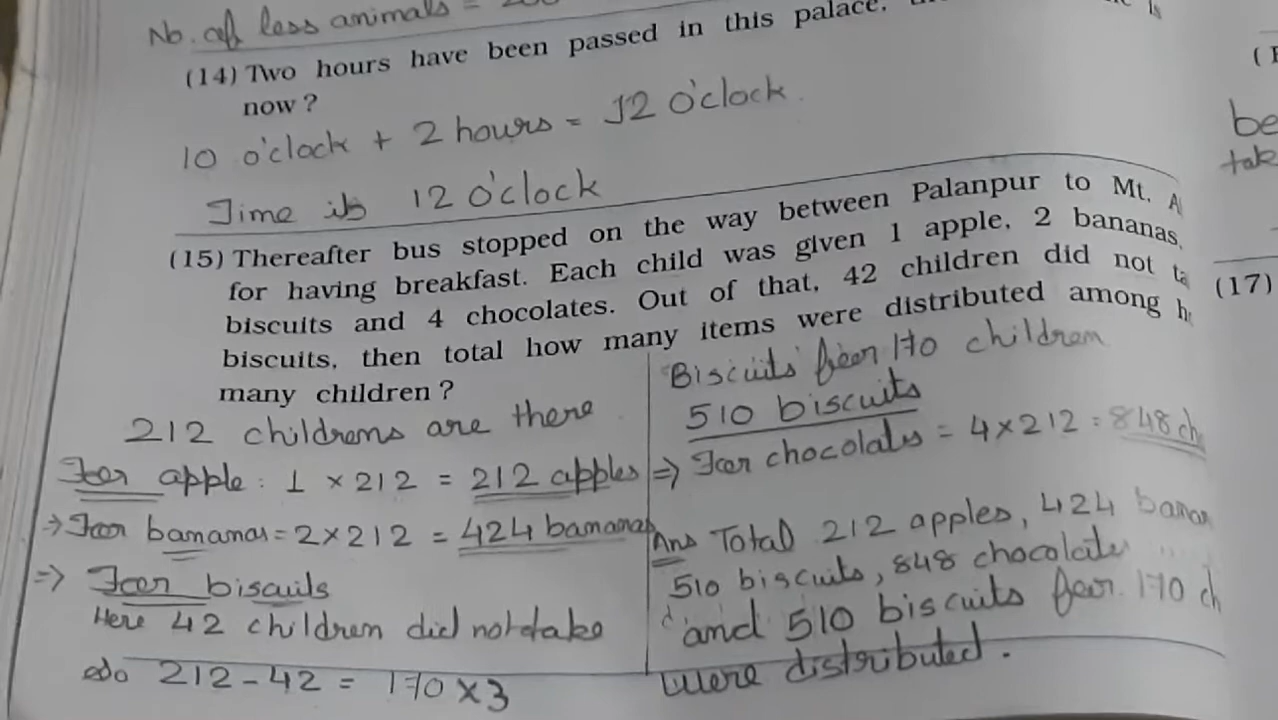 No. of less animals =
(14) Two hours have been passed in this palace,
now ?
10 o'clock + 2 hours = 12 o'clock.
Time is 12 o'clock
(15) Thereafter bus stopped on the way between Palanpur to Mt.
for having breakfast. Each child was given 1 apple, 2 bananas,
biscuits and 4 chocolates. Out of that, 42 children did not
biscuits, then total how many items were distributed among
many children ?
212 childrens are there
For apple : 1 × 212 = 212 apples
⇒ For bananas = 2×212 = 424 bananas
⇒ For biscuits
Here 42 children did not take
so 212 - 42 = 170 × 3
Biscuits for 170 children
510 biscuits
⇒ For chocolats = 4×212 = 848 ch
Ans Total 212 apples, 424 banan
510 biscuits, 848 chocolate
and 510 biscuits for 170 ch
were distributed.
be
tak
(17)